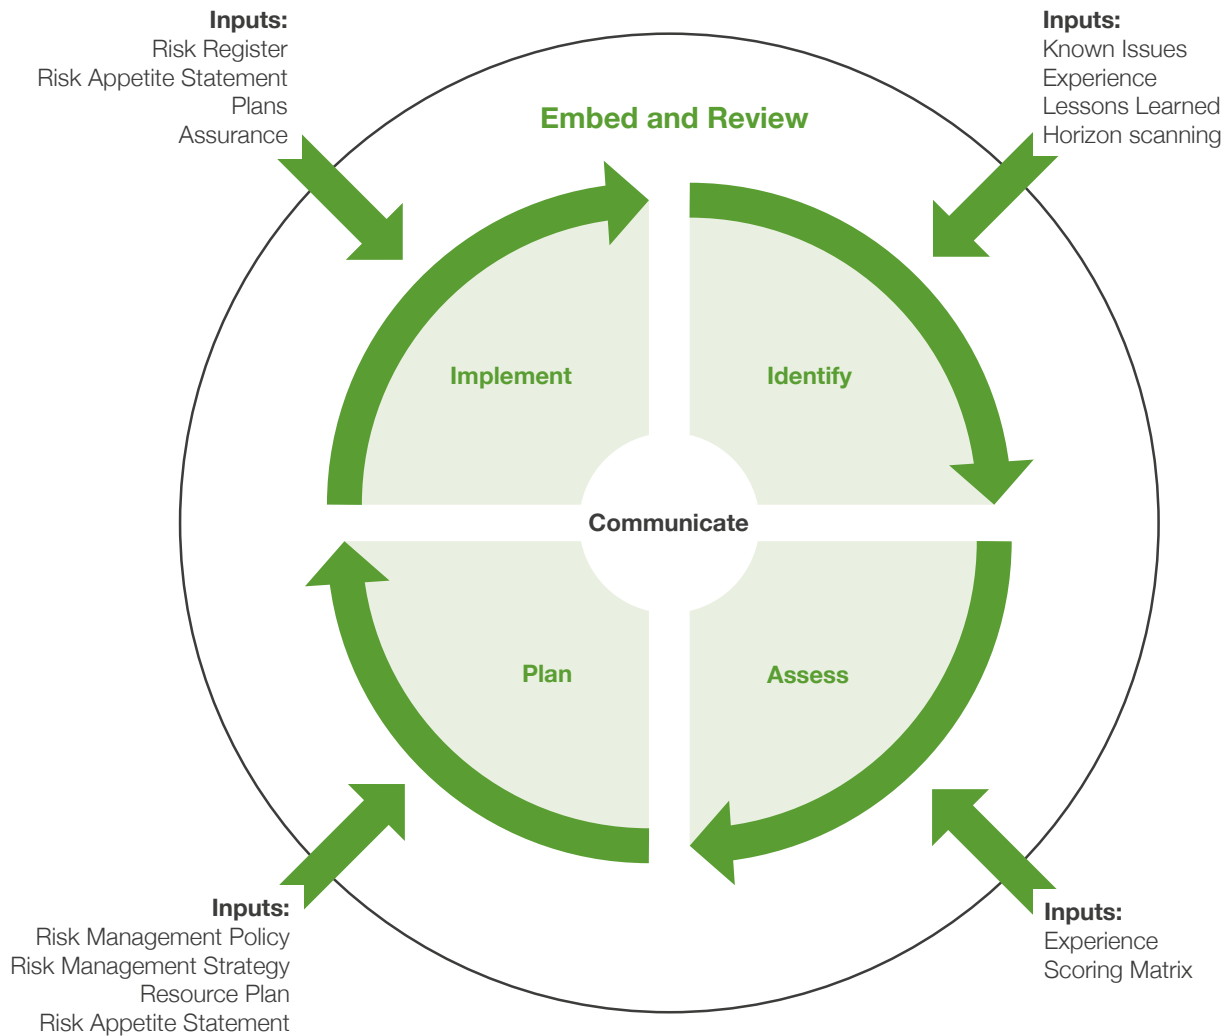 Inputs:
Risk Register
Risk Appetite Statement
Plans
Assurance
Inputs:
Known Issues
Experience
Lessons Learned
Horizon scanning
Embed and Review
Implement
Identify
Communicate
Plan
Assess
Inputs:
Risk Management Policy
Risk Management Strategy
Resource Plan
Risk Appetite Statement
Inputs:
Experience
Scoring Matrix